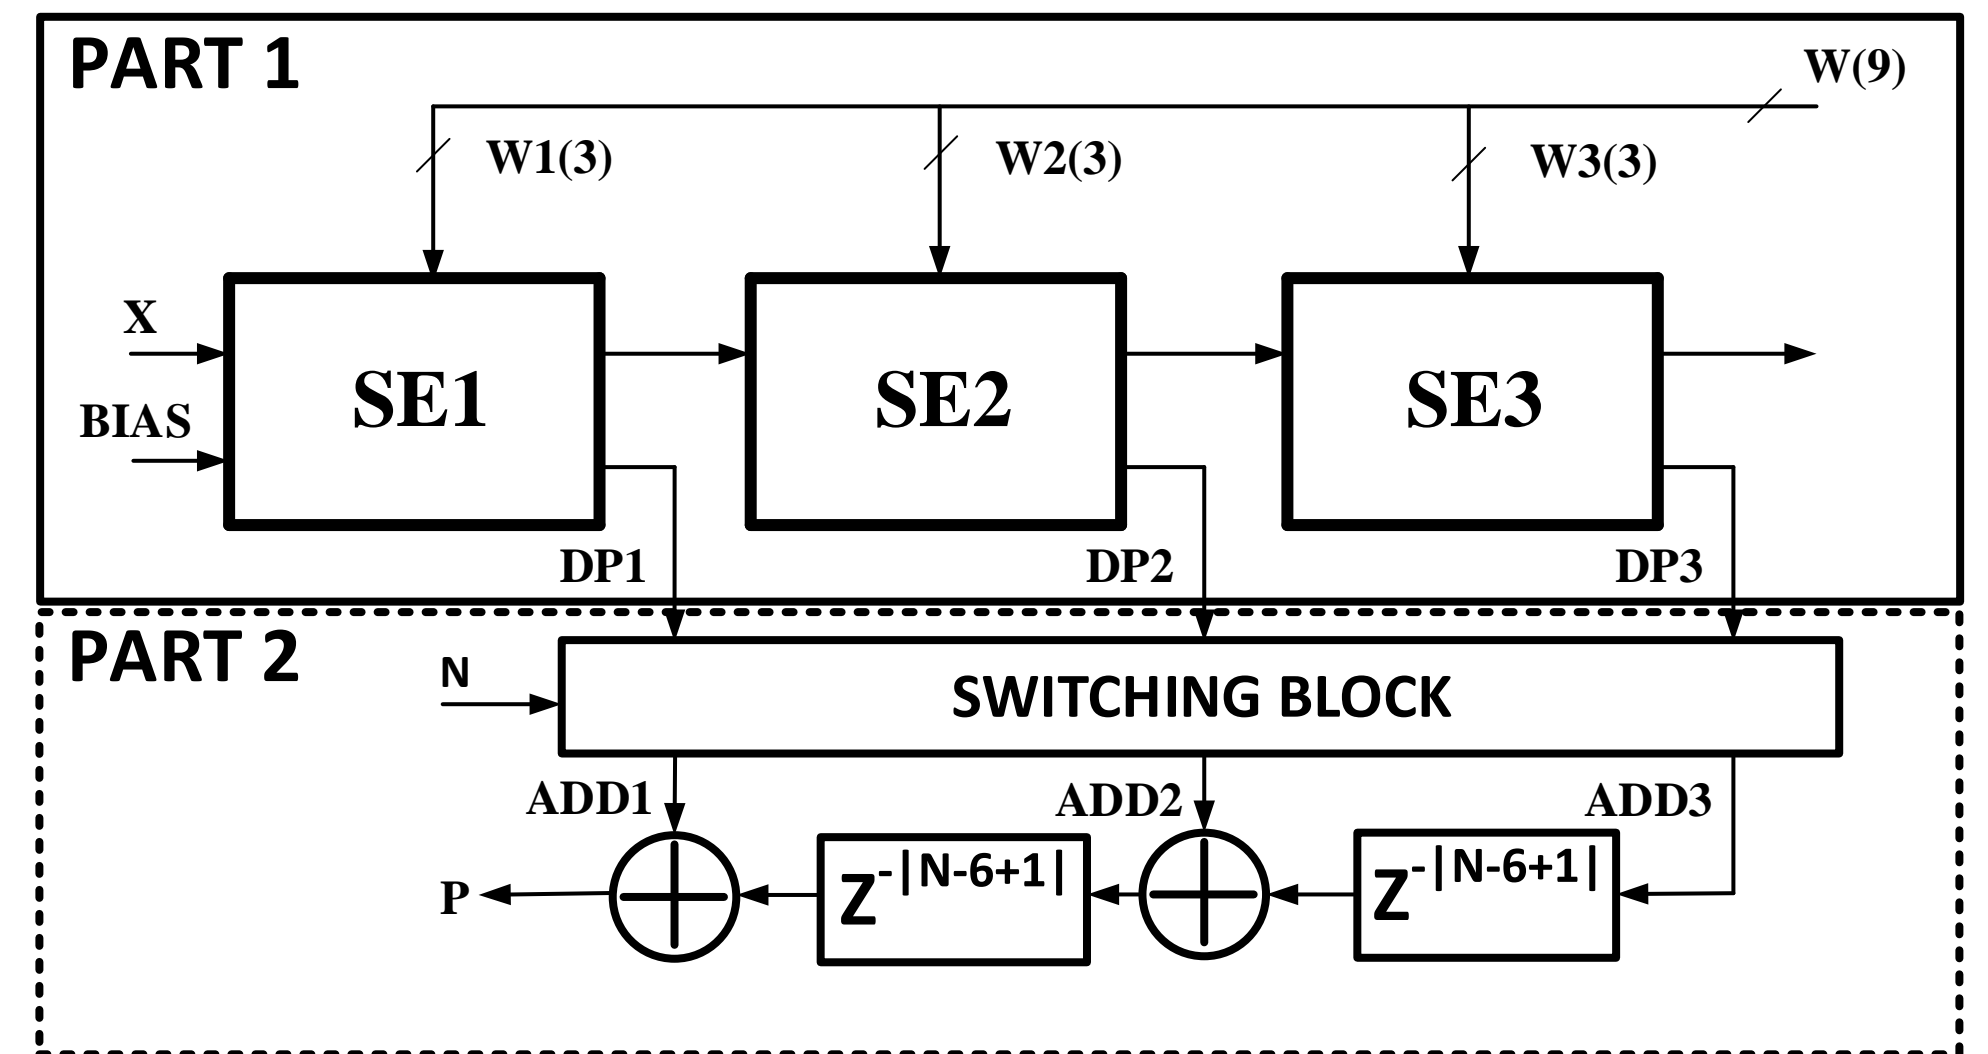 PART 1
W(9)
W1(3)
W2(3)
W3(3)
X
BIAS
SE1
SE2
SE3
DP1
DP2
DP3
PART 2
N
SWITCHING BLOCK
ADD1
ADD2
ADD3
P
Z-|N-6+1|
Z-|N-6+1|